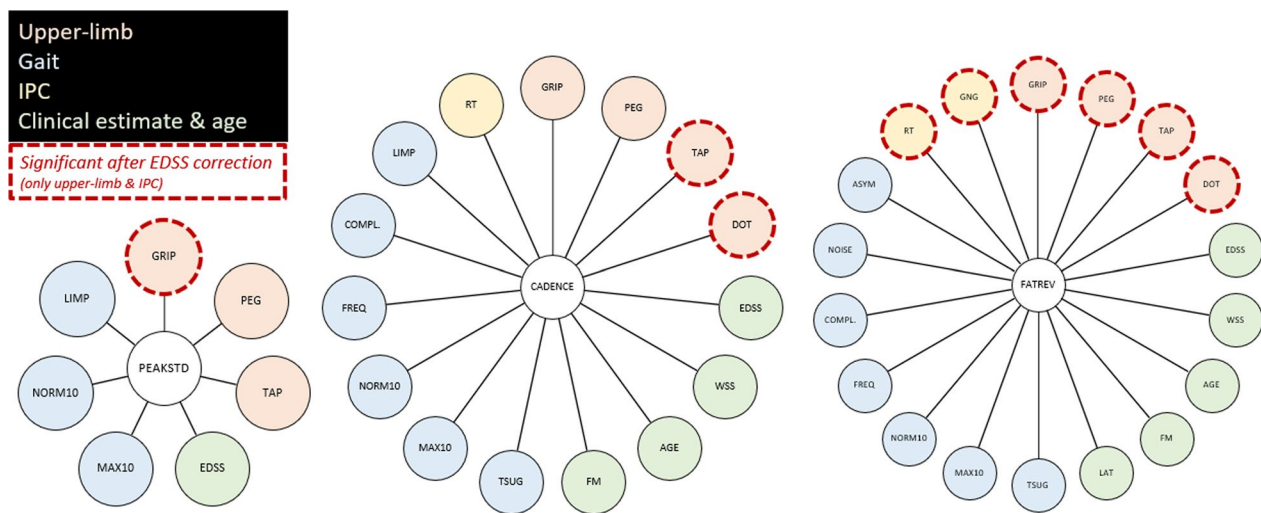 Upper-limb
Gait
IPC
Clinical estimate & age
Significant after EDSS correction
(only upper-limb & IPC)
GRIP
PEG
TAP
EDSS
MAX10
NORM10
LIMP
PEAKSTD
GRIP
PEG
TAP
DOT
EDSS
WSS
AGE
FM
TSUG
MAX10
NORM10
FREQ
COMPL.
LIMP
RT
CADENCE
GRIP
PEG
TAP
DOT
EDSS
WSS
AGE
FM
LAT
TSUG
MAX10
NORM10
FREQ
COMPL.
NOISE
ASYM
RT
GNG
FATREV